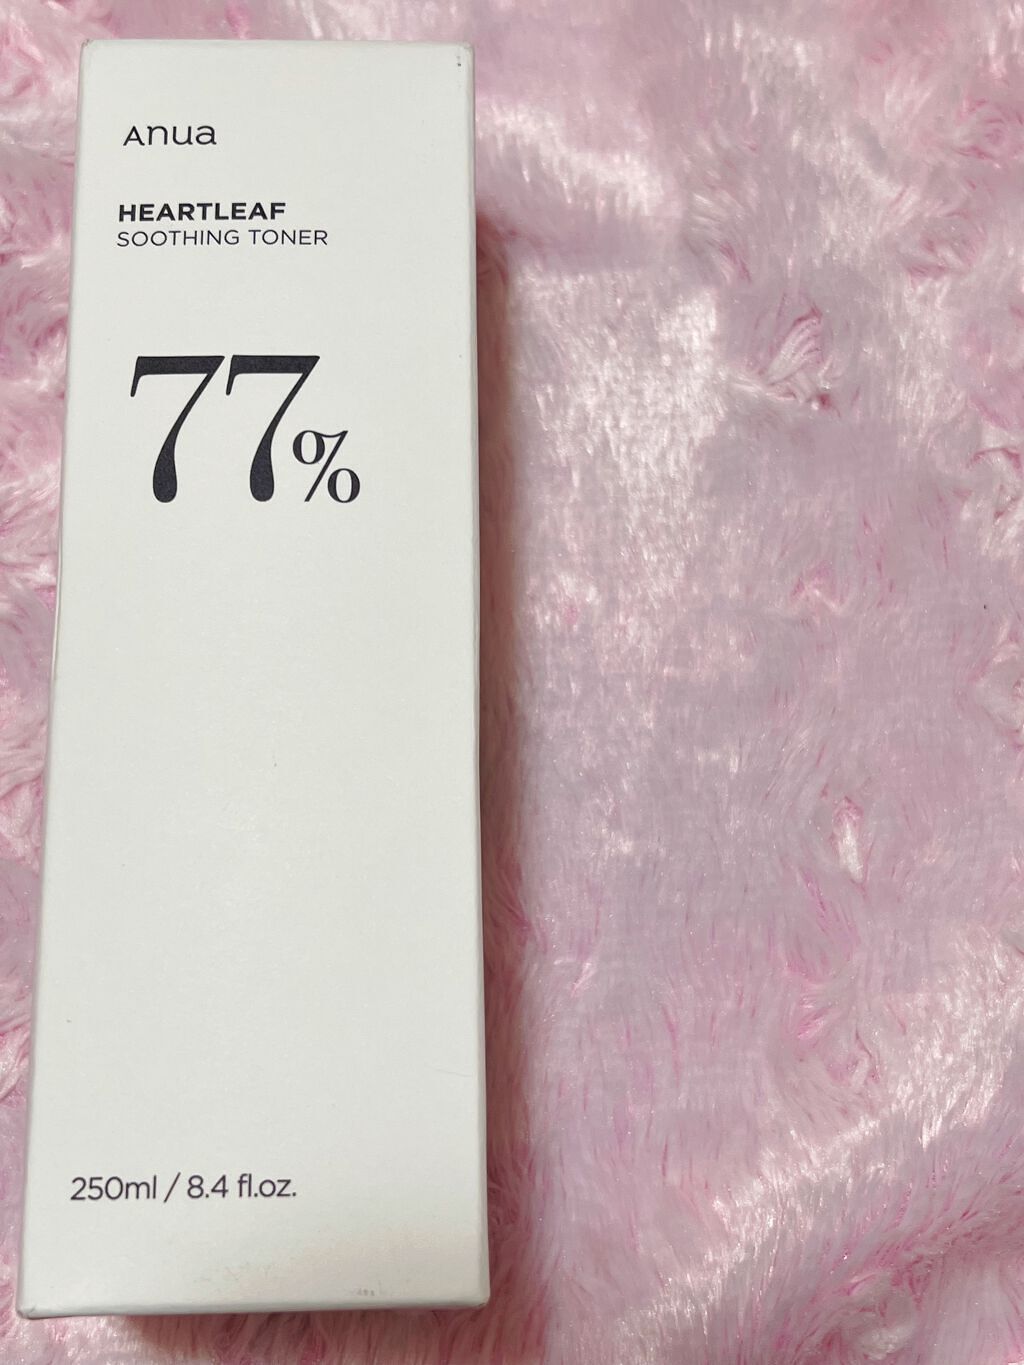 Anua
HEARTLEAF
SOOTHING TONER
77%
250ml / 8.4 fl.oz.